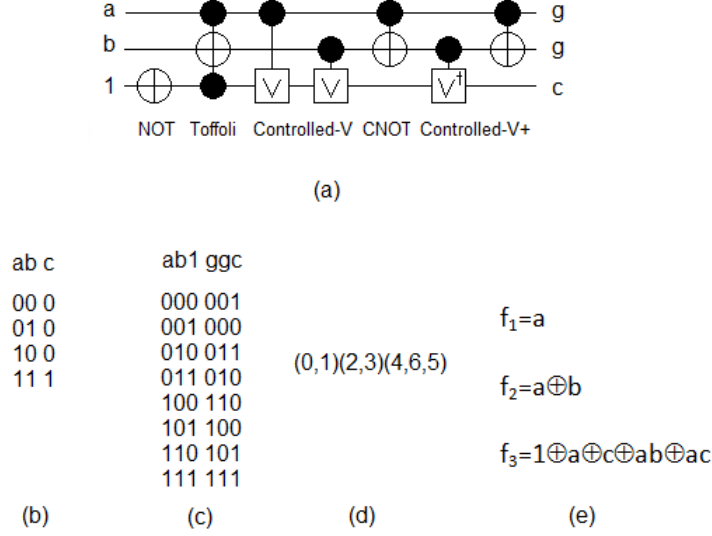 a g
b g
V V V†
1 c
NOT Toffoli Controlled-V CNOT Controlled-V+
(a)
ab c
00 0
01 0
10 0
11 1
ab1 ggc
000 001
001 000
010 011
011 010
100 110
101 100
110 101
111 111
(0,1)(2,3)(4,6,5)
f₁=a
f₂=a⊕b
f₃=1⊕a⊕c⊕ab⊕ac
(b) (c) (d) (e)